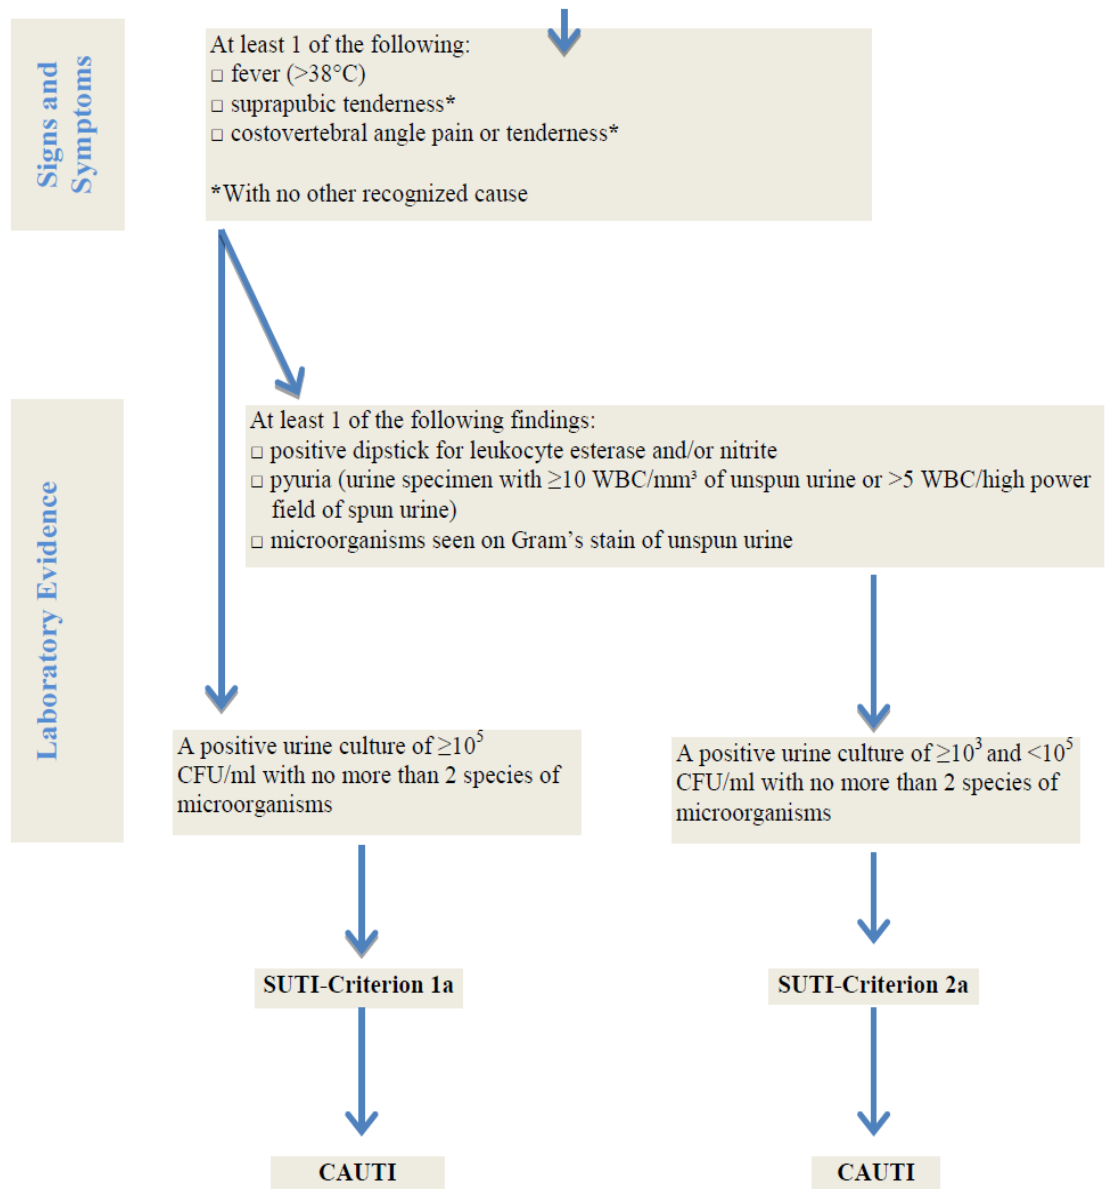 Signs and
Symptoms
At least 1 of the following:
□ fever (>38°C)
□ suprapubic tenderness*
□ costovertebral angle pain or tenderness*
*With no other recognized cause
Laboratory Evidence
At least 1 of the following findings:
□ positive dipstick for leukocyte esterase and/or nitrite
□ pyuria (urine specimen with ≥10 WBC/mm³ of unspun urine or >5 WBC/high power
field of spun urine)
□ microorganisms seen on Gram’s stain of unspun urine
A positive urine culture of ≥10⁵
CFU/ml with no more than 2 species of
microorganisms
A positive urine culture of ≥10³ and <10⁵
CFU/ml with no more than 2 species of
microorganisms
SUTI-Criterion 1a
SUTI-Criterion 2a
CAUTI
CAUTI